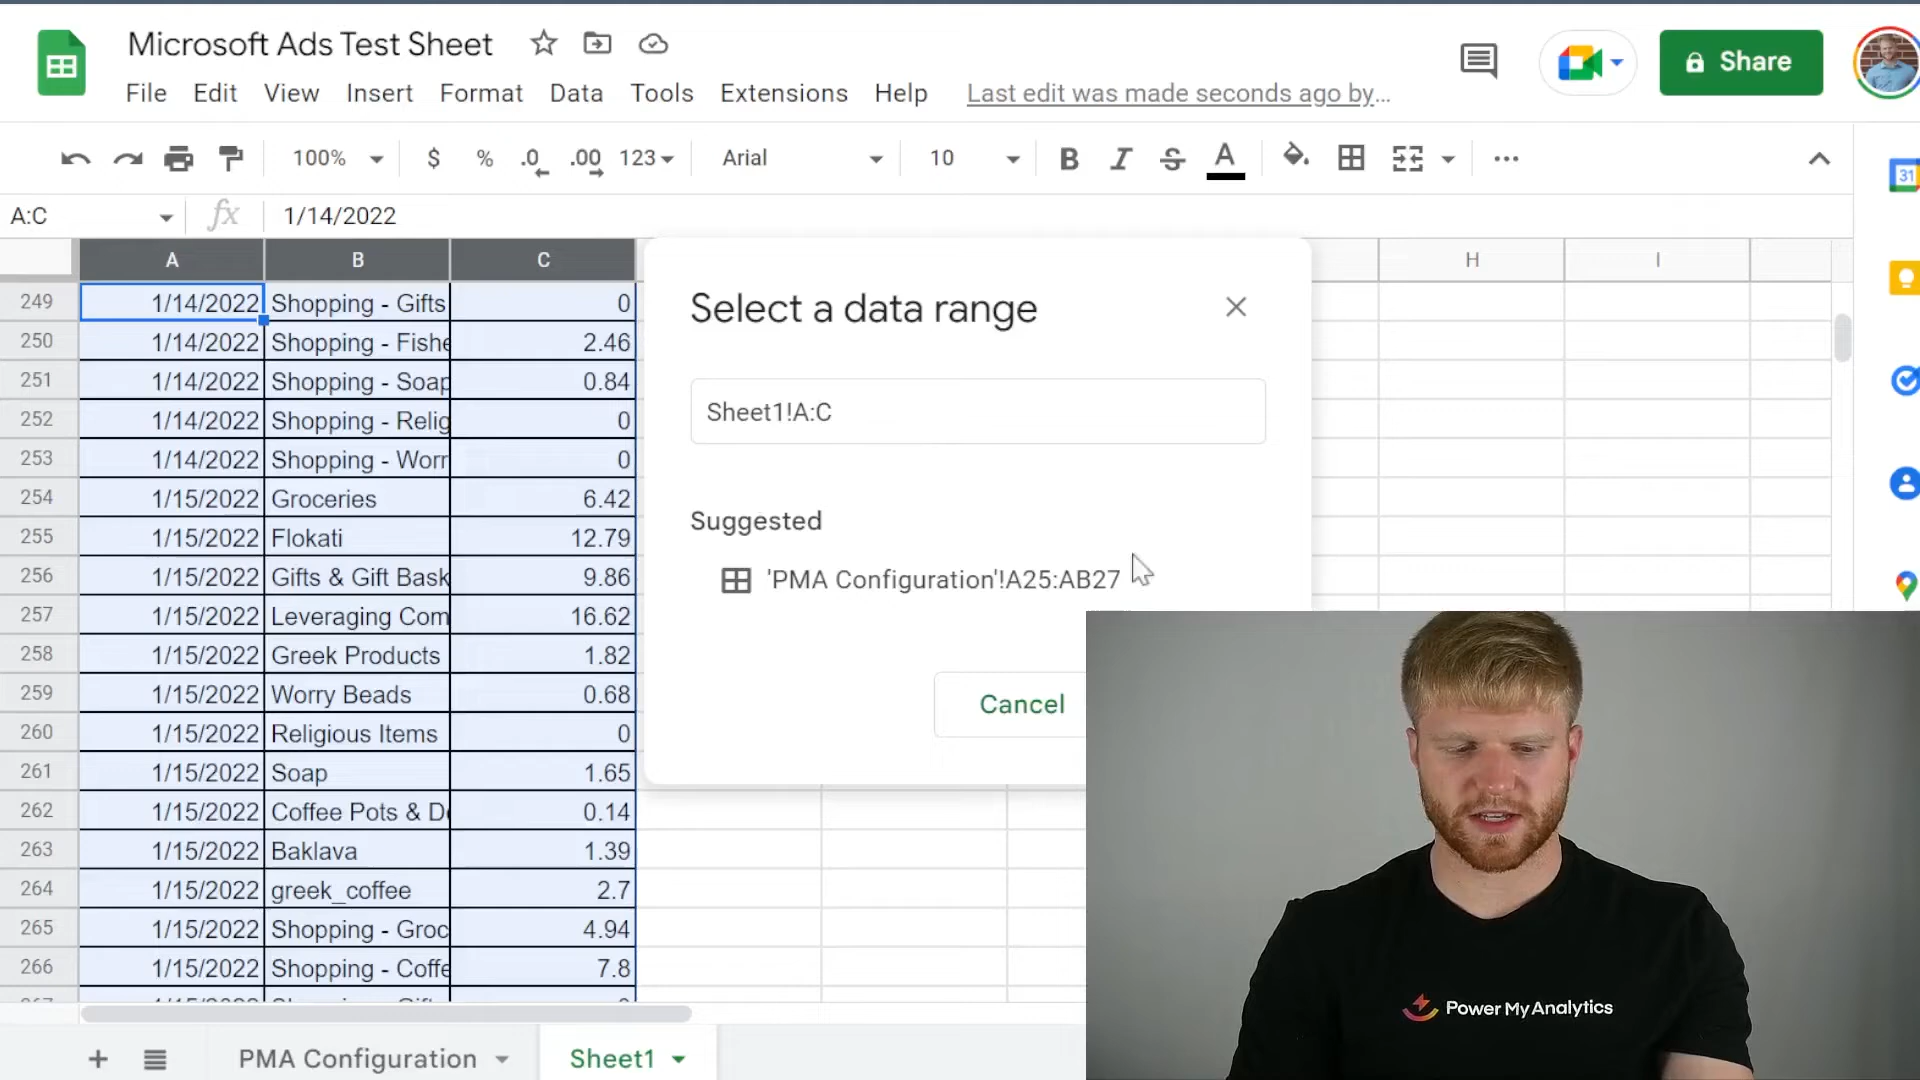 Microsoft Ads Test Sheet
File Edit View Insert Format Data Tools Extensions Help Last edit was made seconds ago by...
Share
100% $ % .0 .00 123 Arial 10 B I S A
31
A:C fx 1/14/2022
A B C H I
249 1/14/2022 Shopping - Gifts 0
250 1/14/2022 Shopping - Fishe 2.46
251 1/14/2022 Shopping - Soap 0.84
252 1/14/2022 Shopping - Relig 0
253 1/14/2022 Shopping - Worr 0
254 1/15/2022 Groceries 6.42
255 1/15/2022 Flokati 12.79
256 1/15/2022 Gifts & Gift Bask 9.86
257 1/15/2022 Leveraging Com 16.62
258 1/15/2022 Greek Products 1.82
259 1/15/2022 Worry Beads 0.68
260 1/15/2022 Religious Items 0
261 1/15/2022 Soap 1.65
262 1/15/2022 Coffee Pots & De 0.14
263 1/15/2022 Baklava 1.39
264 1/15/2022 greek_coffee 2.7
265 1/15/2022 Shopping - Groc 4.94
266 1/15/2022 Shopping - Coffe 7.8
Select a data range
Sheet1!A:C
Suggested
'PMA Configuration'!A25:AB27
Cancel
Power My Analytics
+ PMA Configuration Sheet1